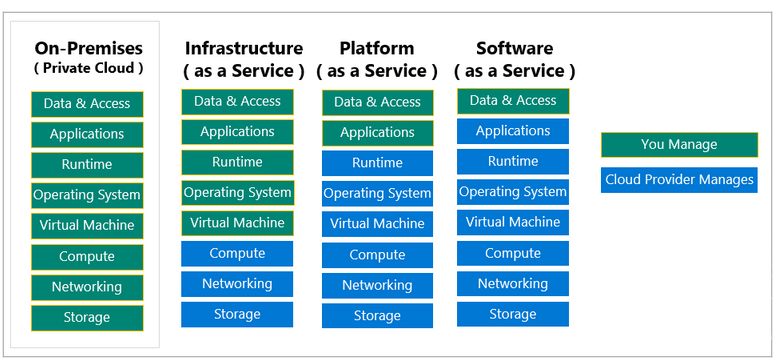 On-Premises
( Private Cloud )
Data & Access
Applications
Runtime
Operating System
Virtual Machine
Compute
Networking
Storage
Infrastructure
( as a Service )
Data & Access
Applications
Runtime
Operating System
Virtual Machine
Compute
Networking
Storage
Platform
( as a Service )
Data & Access
Applications
Runtime
Operating System
Virtual Machine
Compute
Networking
Storage
Software
( as a Service )
Data & Access
Applications
Runtime
Operating System
Virtual Machine
Compute
Networking
Storage
You Manage
Cloud Provider Manages